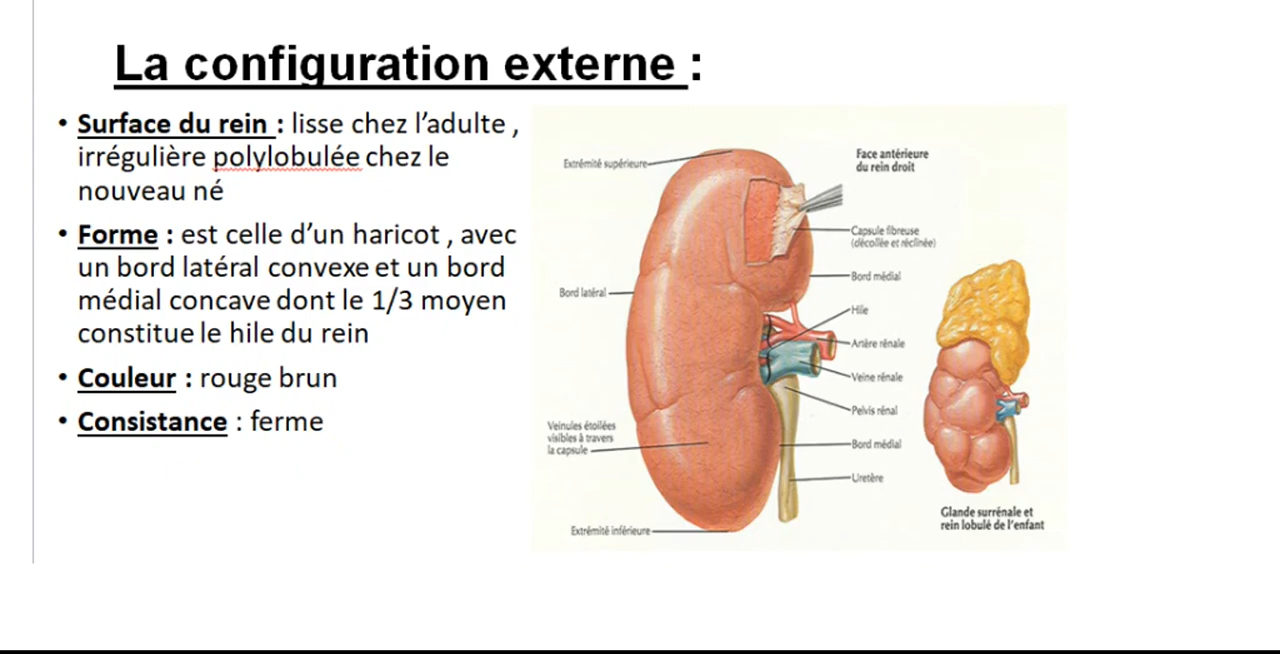 La configuration externe :
• Surface du rein : lisse chez l'adulte ,
irrégulière polylobulée chez le
nouveau né
• Forme : est celle d'un haricot , avec
un bord latéral convexe et un bord
médial concave dont le 1/3 moyen
constitue le hile du rein
• Couleur : rouge brun
• Consistance : ferme
Extrémité supérieure
Face antérieure
du rein droit
Capsule fibreuse
(décollée et réclinée)
Bord médial
Bord latéral
Hile
Artère rénale
Veine rénale
Pelvis rénal
Veinules étoilées
visibles à travers
la capsule
Bord médial
Uretère
Extrémité inférieure
Glande surrénale et
rein lobulé de l'enfant